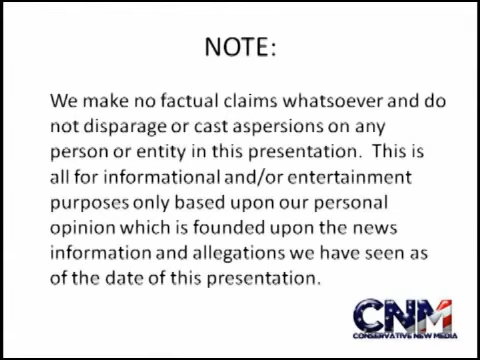 NOTE:
We make no factual claims whatsoever and do
not disparage or cast aspersions on any
person or entity in this presentation.  This is
all for informational and/or entertainment
purposes only based upon our personal
opinion which is founded upon the news
information and allegations we have seen as
of the date of this presentation.
CNM
CONSERVATIVE NEW MEDIA